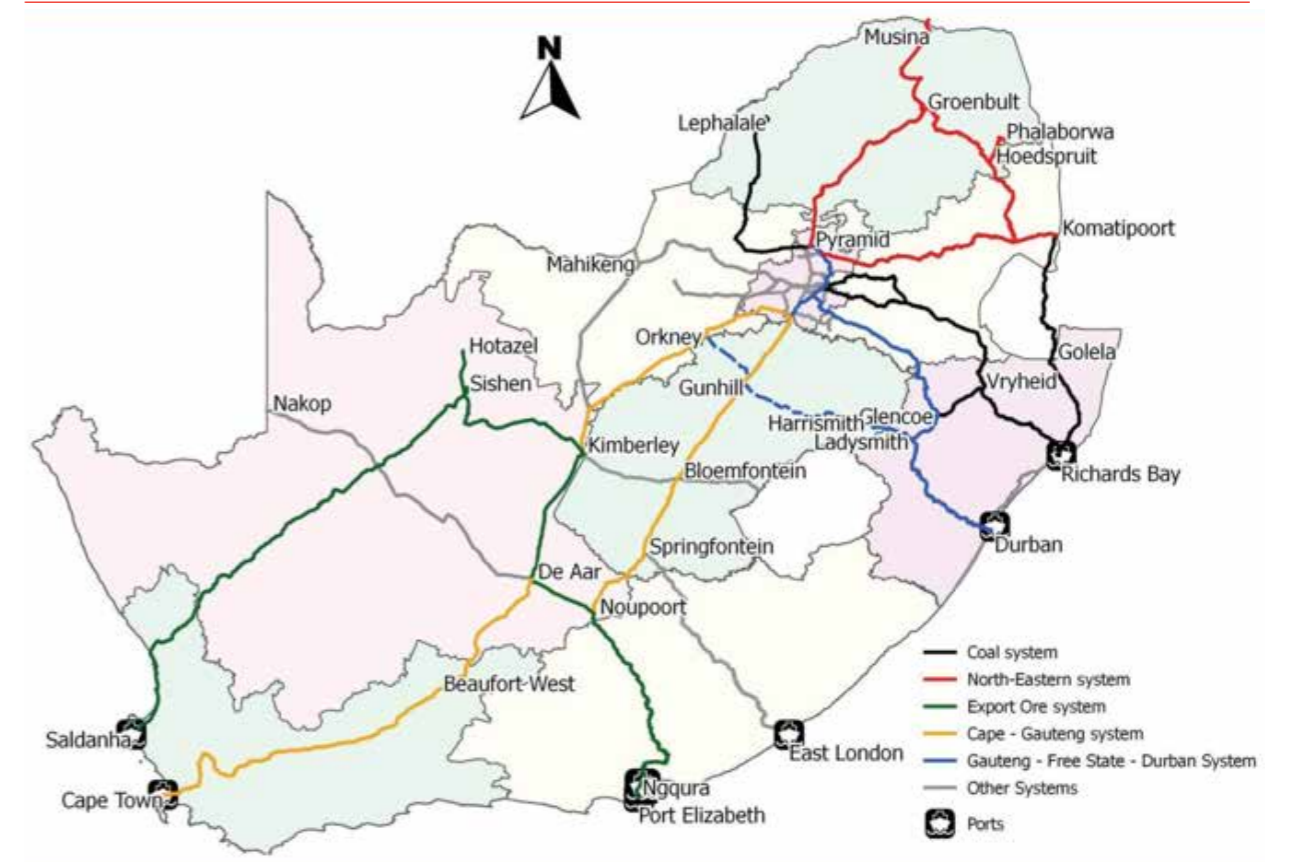 Musina
N
Groenbult
Lephalale
Phalaborwa
Hoedspruit
Komatipoort
Pyramid
Mahikeng
Orkney
Hotazel
Golela
Sishen
Gunhill
Vryheid
Nakop
Harrismith
Glencoe
Ladysmith
Kimberley
Bloemfontein
Richards Bay
Springfontein
Durban
De Aar
Noupoort
Beaufort-West
Saldanha
East London
Cape Town
Ngqura
Port Elizabeth
Coal system
North-Eastern system
Export Ore system
Cape - Gauteng system
Gauteng - Free State - Durban System
Other Systems
Ports